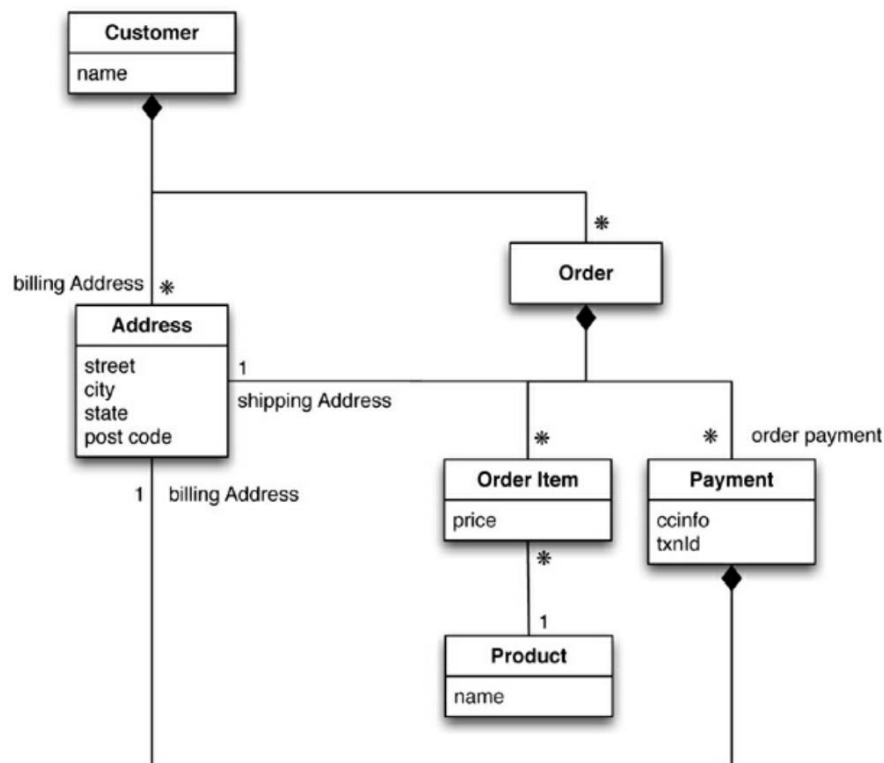 Customer
name
*
Order
billing Address *
Address
street
city
state
post code
1
shipping Address
*
* order payment
Order Item
price
Payment
ccinfo
txnId
1 billing Address
*
1
Product
name